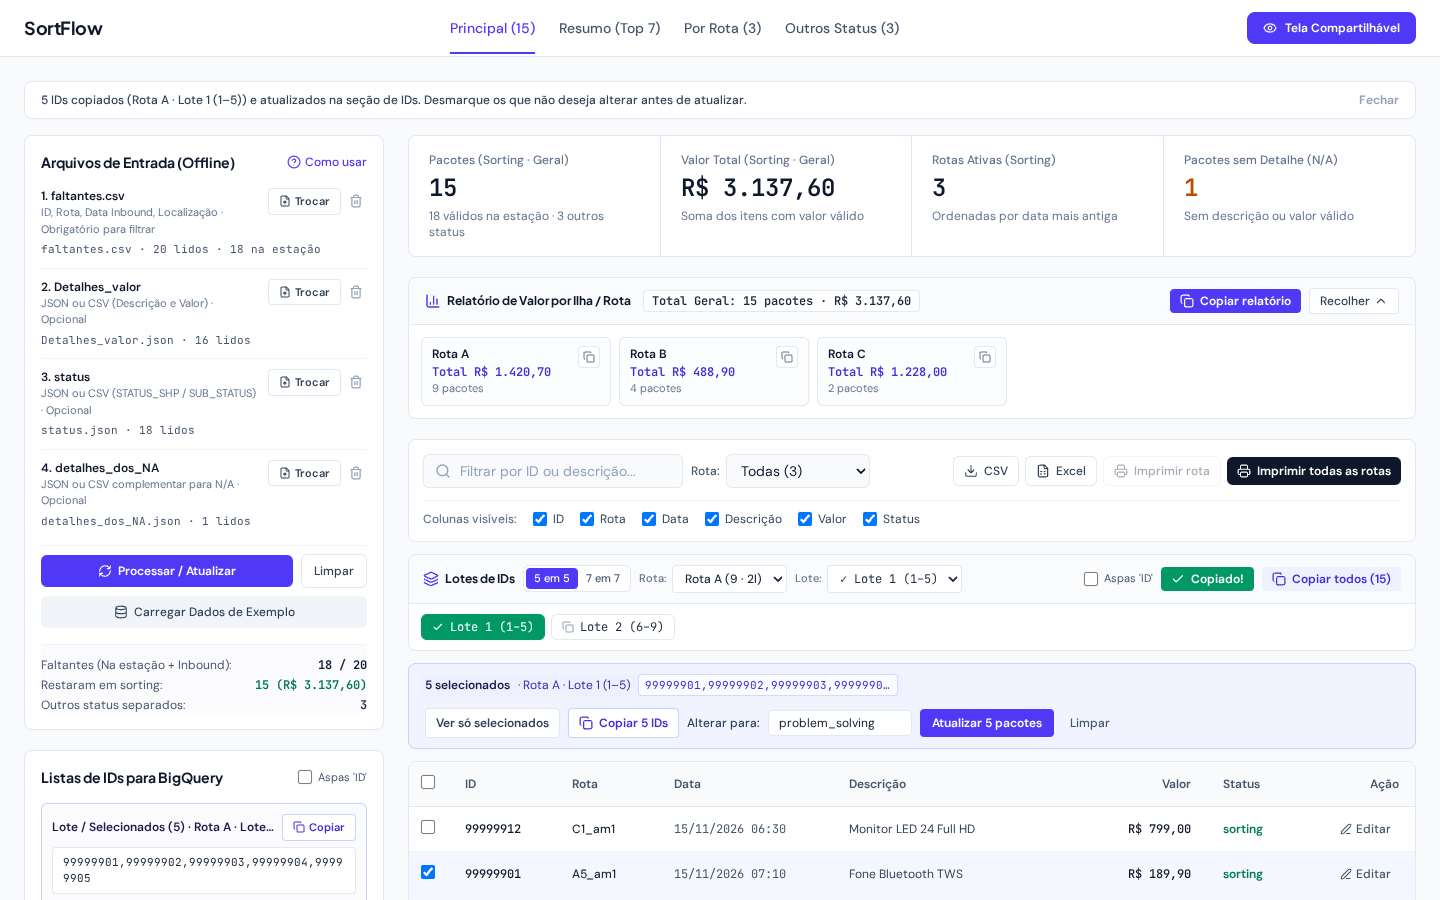 SortFlow
Principal (15)
Resumo (Top 7)
Por Rota (3)
Outros Status (3)
Tela Compartilhável
5 IDs copiados (Rota A · Lote 1 (1–5)) e atualizados na seção de IDs. Desmarque os que não deseja alterar antes de atualizar.
Fechar
Arquivos de Entrada (Offline)
Como usar
1. faltantes.csv
ID, Rota, Data Inbound, Localização ·
Obrigatório para filtrar
Trocar
faltantes.csv · 20 lidos · 18 na estação
2. Detalhes_valor
JSON ou CSV (Descrição e Valor) ·
Opcional
Trocar
Detalhes_valor.json · 16 lidos
3. status
JSON ou CSV (STATUS_SHP / SUB_STATUS)
· Opcional
Trocar
status.json · 18 lidos
4. detalhes_dos_NA
JSON ou CSV complementar para N/A ·
Opcional
Trocar
detalhes_dos_NA.json · 1 lidos
Processar / Atualizar
Limpar
Carregar Dados de Exemplo
Faltantes (Na estação + Inbound):
18 / 20
Restaram em sorting:
15 (R$ 3.137,60)
Outros status separados:
3
Listas de IDs para BigQuery
Aspas 'ID'
Lote / Selecionados (5) · Rota A · Lote...
Copiar
99999901,99999902,99999903,99999904,9999
9905
Pacotes (Sorting · Geral)
15
18 válidos na estação · 3 outros
status
Valor Total (Sorting · Geral)
R$ 3.137,60
Soma dos itens com valor válido
Rotas Ativas (Sorting)
3
Ordenadas por data mais antiga
Pacotes sem Detalhe (N/A)
1
Sem descrição ou valor válido
Relatório de Valor por Ilha / Rota
Total Geral: 15 pacotes · R$ 3.137,60
Copiar relatório
Recolher
Rota A
Total R$ 1.420,70
9 pacotes
Rota B
Total R$ 488,90
4 pacotes
Rota C
Total R$ 1.228,00
2 pacotes
Filtrar por ID ou descrição...
Rota:
Todas (3)
CSV
Excel
Imprimir rota
Imprimir todas as rotas
Colunas visíveis:
ID
Rota
Data
Descrição
Valor
Status
Lotes de IDs
5 em 5
7 em 7
Rota:
Rota A (9 · 2l)
Lote:
✓ Lote 1 (1–5)
Aspas 'ID'
Copiado!
Copiar todos (15)
Lote 1 (1–5)
Lote 2 (6–9)
5 selecionados
· Rota A · Lote 1 (1–5)
99999901,99999902,99999903,9999990…
Ver só selecionados
Copiar 5 IDs
Alterar para:
problem_solving
Atualizar 5 pacotes
Limpar
ID
Rota
Data
Descrição
Valor
Status
Ação
99999912
C1_am1
15/11/2026 06:30
Monitor LED 24 Full HD
R$ 799,00
sorting
Editar
99999901
A5_am1
15/11/2026 07:10
Fone Bluetooth TWS
R$ 189,90
sorting
Editar